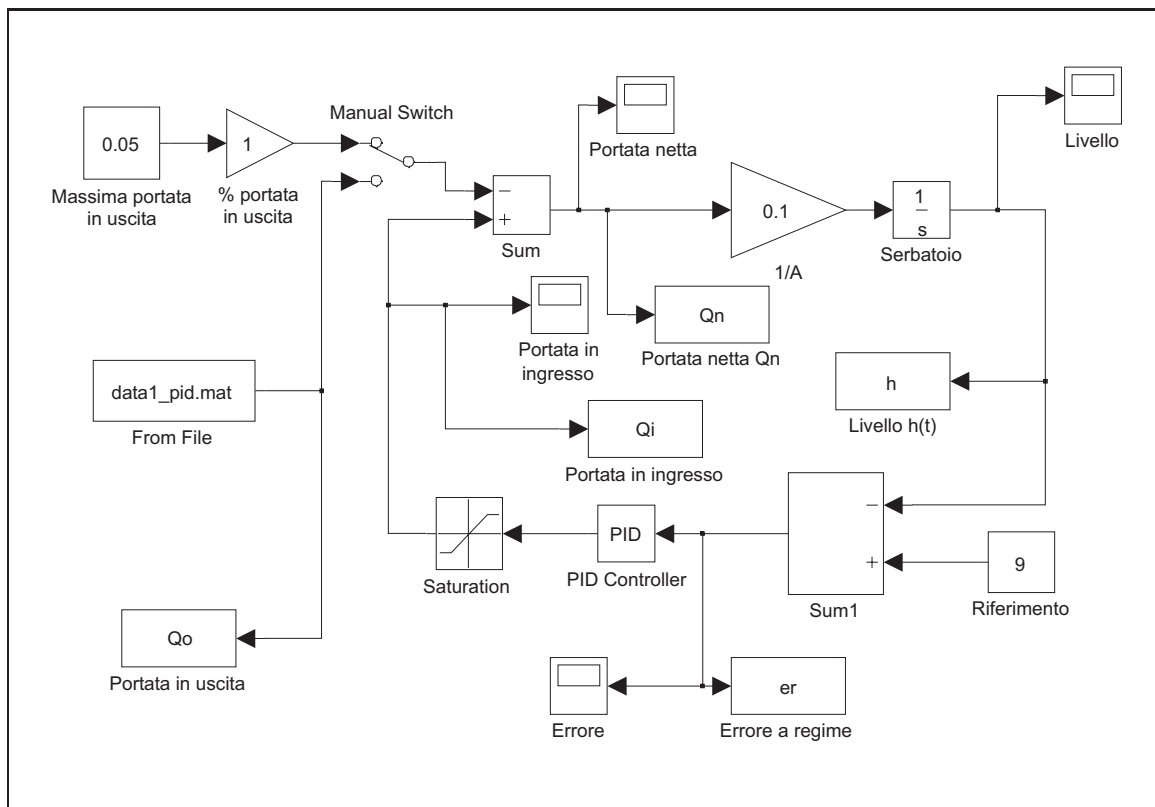 Manual Switch
0.05
1
Massima portata
in uscita
% portata
in uscita
−
+
Sum
Portata netta
0.1
1/A
1
s
Serbatoio
Livello
Portata in
ingresso
Qn
Portata netta Qn
data1_pid.mat
From File
h
Livello h(t)
Qi
Portata in ingresso
Saturation
PID
PID Controller
−
+
Sum1
9
Riferimento
Qo
Portata in uscita
Errore
er
Errore a regime